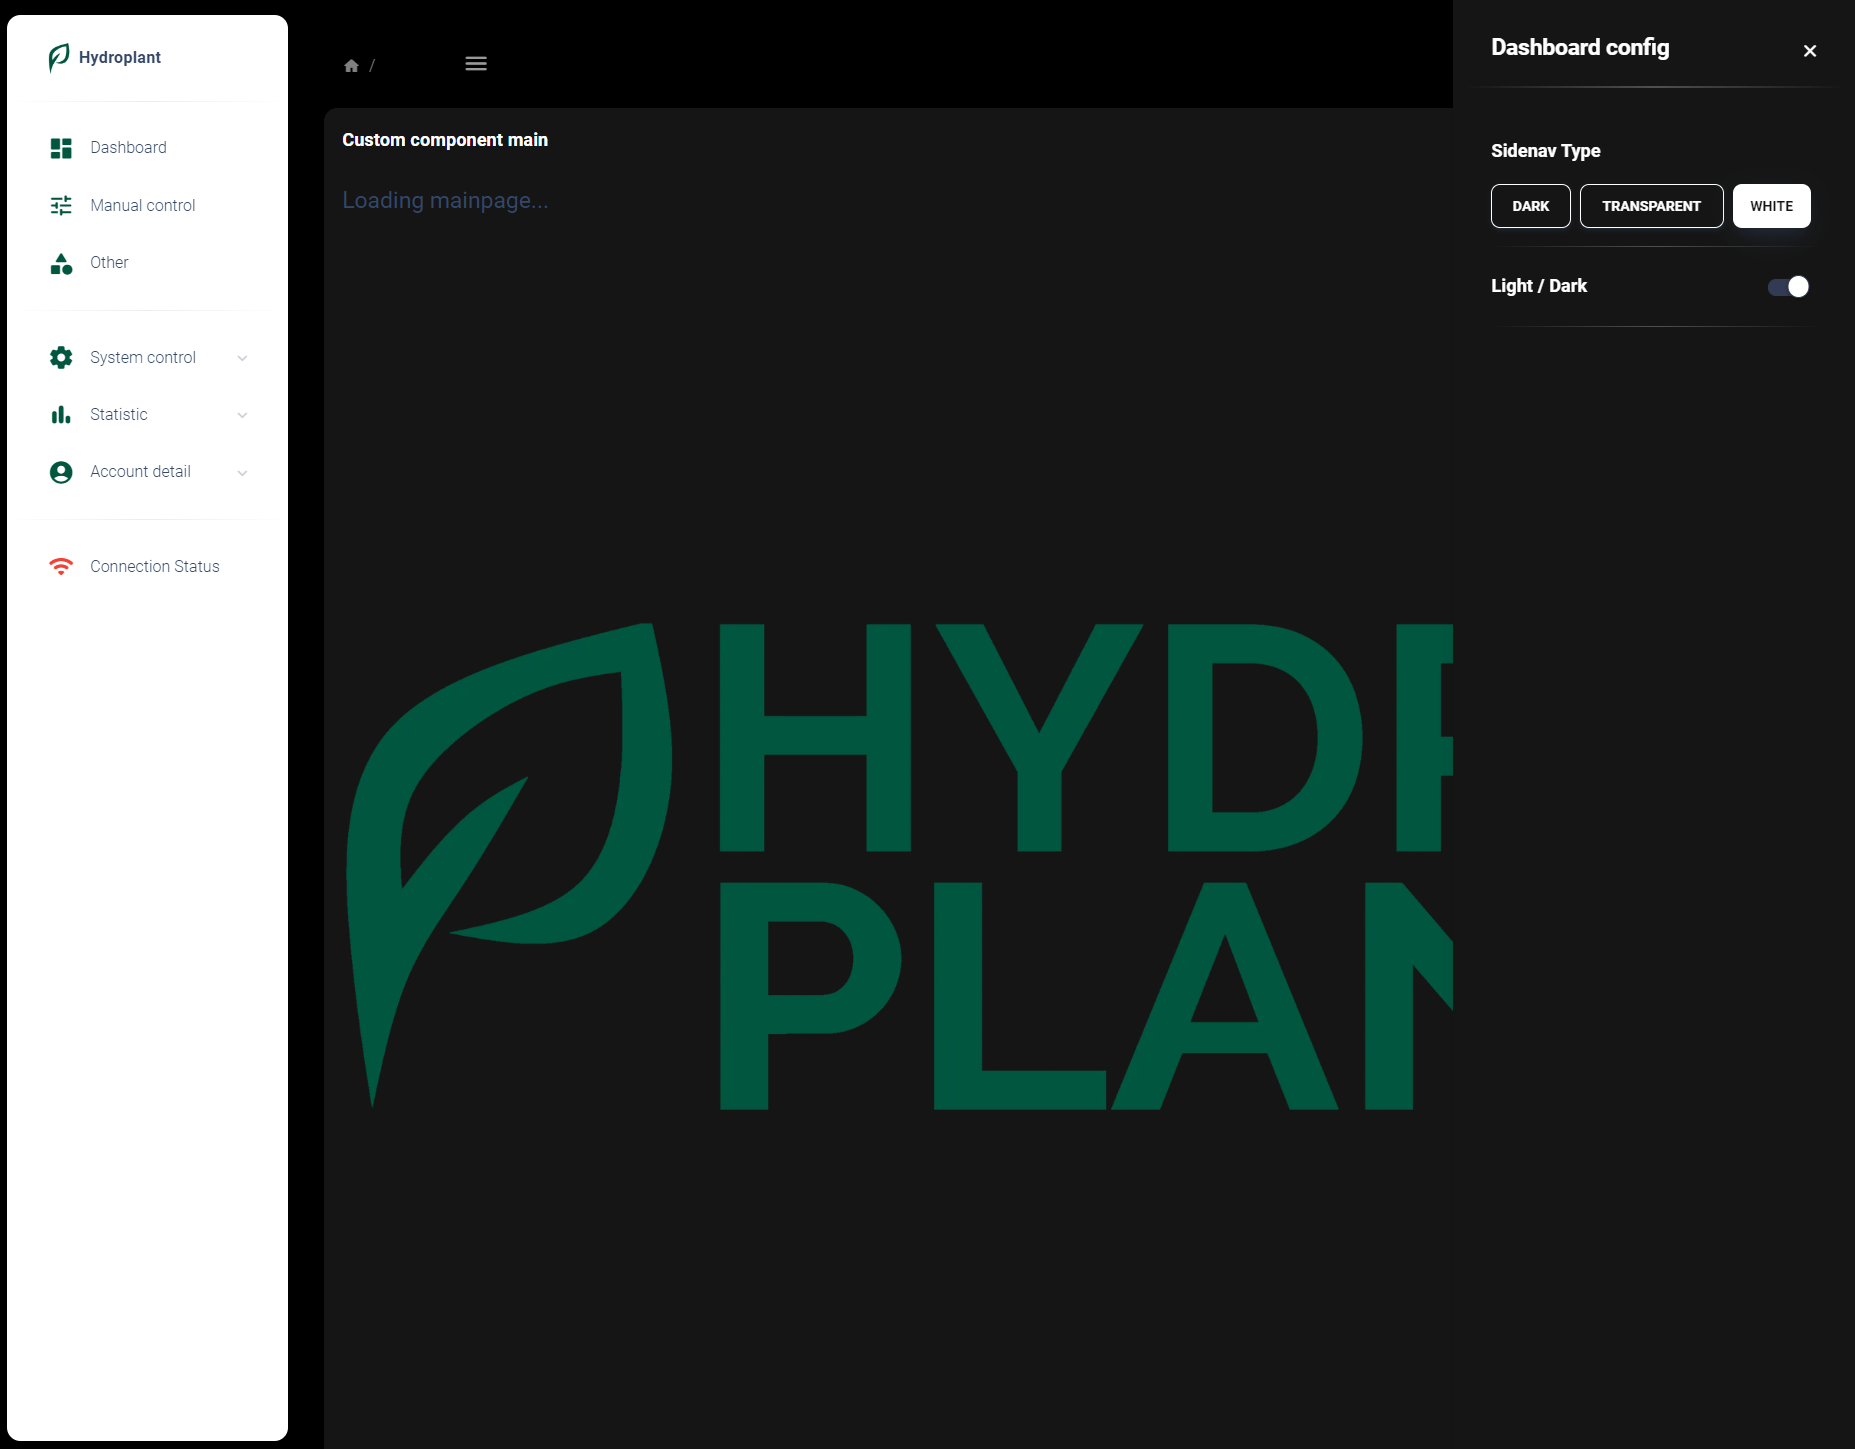 Hydroplant
Dashboard
Manual control
Other
System control
Statistic
Account detail
Connection Status
/
Custom component main
Loading mainpage...
HYD
PLAN
Dashboard config
Sidenav Type
DARK TRANSPARENT WHITE
Light / Dark